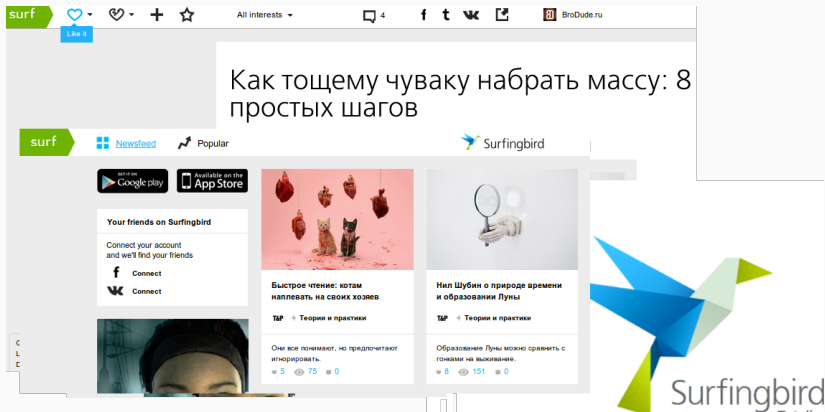 surf
All interests
4
BroDude.ru
Like it
Как тощему чуваку набрать массу: 8
простых шагов
surf
Newsfeed
Popular
Surfingbird
GET IT ON
Google play
Available on the
App Store
Your friends on Surfingbird
Connect your account
and we'll find your friends
Connect
Connect
Быстрое чтение: котам
наплевать на своих хозяев
T&P + Теории и практики
Они все понимают, но предпочитают
игнорировать.
5 75 0
Нил Шубин о природе времени
и образовании Луны
T&P + Теории и практики
Образование Луны можно сравнить с
гонками на выживание.
8 151 0
Surfingbird